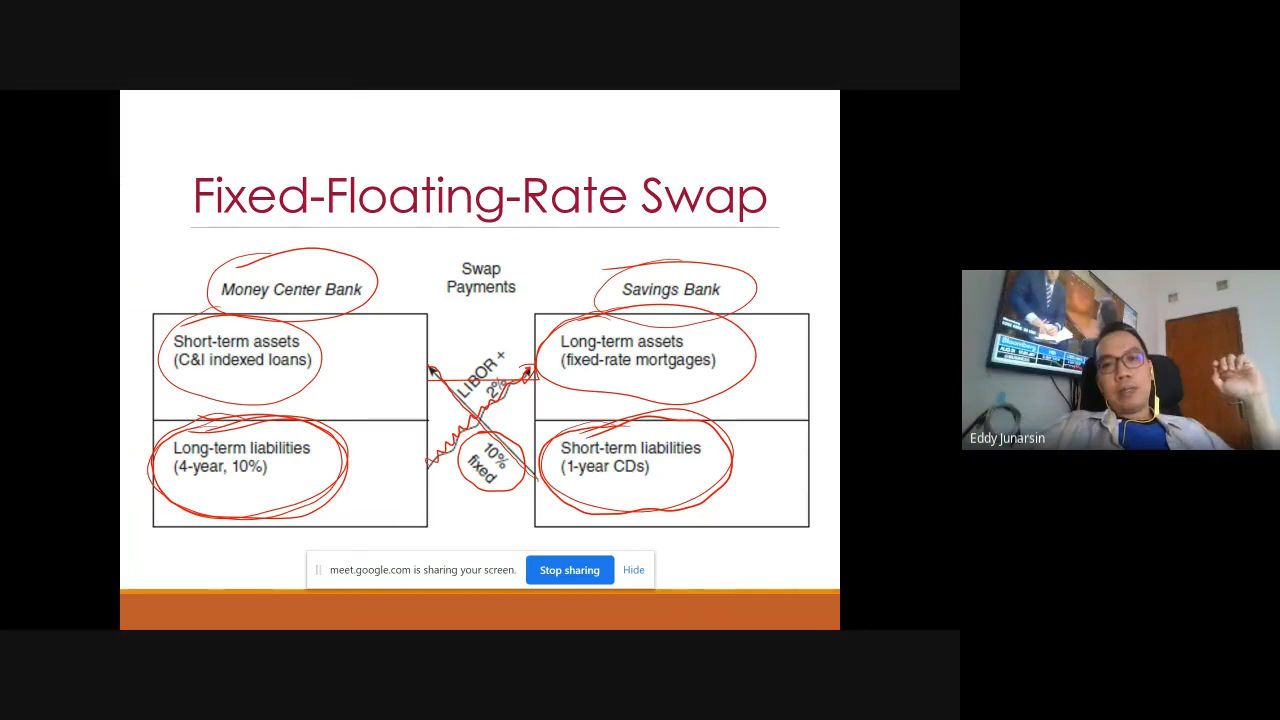 Fixed-Floating-Rate Swap
Money Center Bank
Swap
Payments
Savings Bank
Short-term assets
(C&I indexed loans)
LIBOR +
2%
Long-term assets
(fixed-rate mortgages)
Long-term liabilities
(4-year, 10%)
10%
fixed
Short-term liabilities
(1-year CDs)
meet.google.com is sharing your screen.
Stop sharing
Hide
Bloomberg
Eddy Junarsin